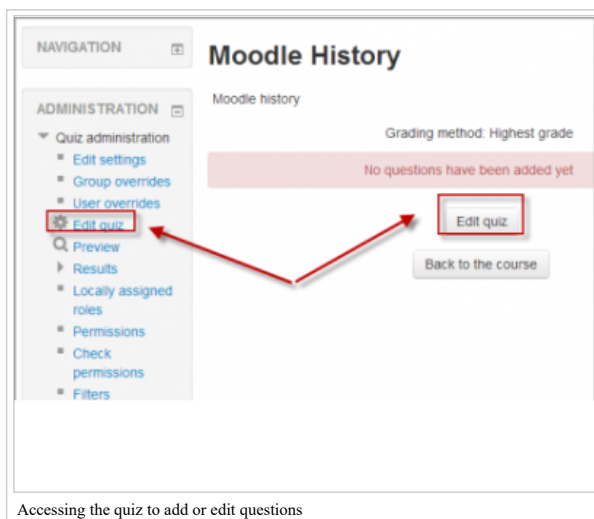 NAVIGATION
ADMINISTRATION
Quiz administration
Edit settings
Group overrides
User overrides
Edit quiz
Preview
Results
Locally assigned
roles
Permissions
Check
permissions
Filters
Moodle History
Moodle history
Grading method: Highest grade
No questions have been added yet
Edit quiz
Back to the course
Accessing the quiz to add or edit questions